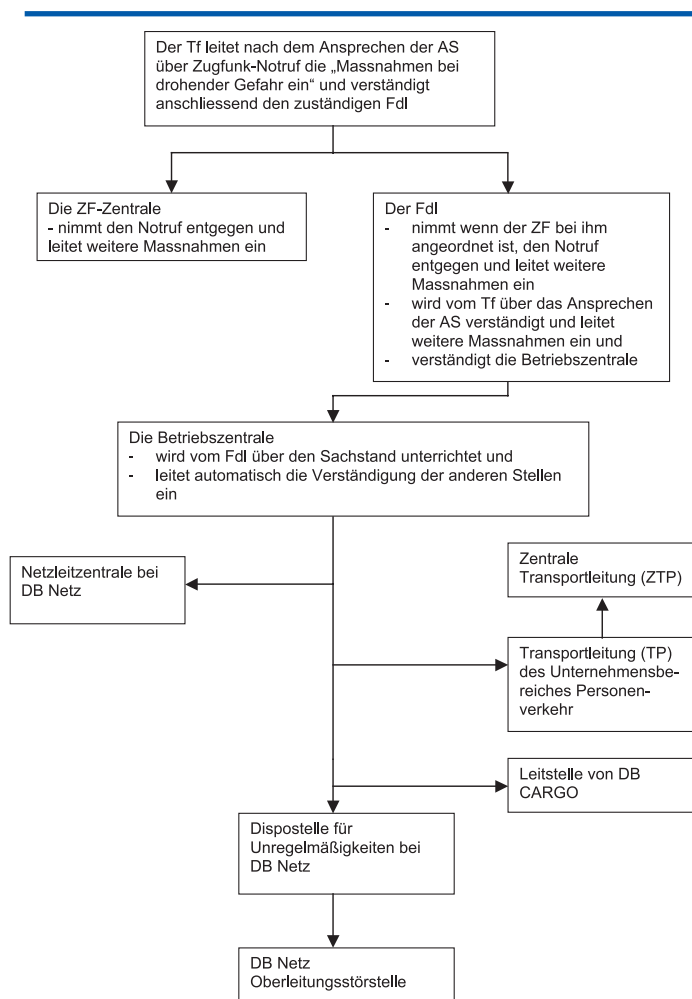 Der Tf leitet nach dem Ansprechen der AS
über Zugfunk-Notruf die „Massnahmen bei
drohender Gefahr ein“ und verständigt
anschliessend den zuständigen Fdl
Die ZF-Zentrale
- nimmt den Notruf entgegen und
leitet weitere Massnahmen ein
Der Fdl
- nimmt wenn der ZF bei ihm
angeordnet ist, den Notruf
entgegen und leitet weitere
Massnahmen ein
- wird vom Tf über das Ansprechen
der AS verständigt und leitet
weitere Massnahmen ein und
- verständigt die Betriebszentrale
Die Betriebszentrale
- wird vom Fdl über den Sachstand unterrichtet und
- leitet automatisch die Verständigung der anderen Stellen
ein
Netzleitzentrale bei
DB Netz
Zentrale
Transportleitung (ZTP)
Transportleitung (TP)
des Unternehmensbe-
reiches Personen-
verkehr
Leitstelle von DB
CARGO
Dispostelle für
Unregelmäßigkeiten bei
DB Netz
DB Netz
Oberleitungsstörstelle